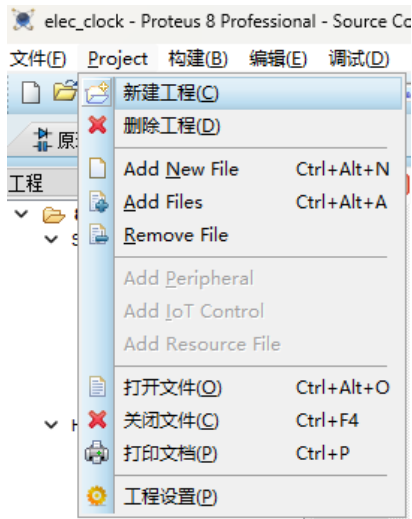 elec_clock - Proteus 8 Professional - Source Co
文件(F) Project 构建(B) 编辑(E) 调试(D)
新建工程(C)
原
删除工程(D)
工程
Add New File Ctrl+Alt+N
Add Files Ctrl+Alt+A
Remove File
Add Peripheral
Add IoT Control
Add Resource File
打开文件(O) Ctrl+Alt+O
关闭文件(C) Ctrl+F4
打印文档(P) Ctrl+P
工程设置(P)